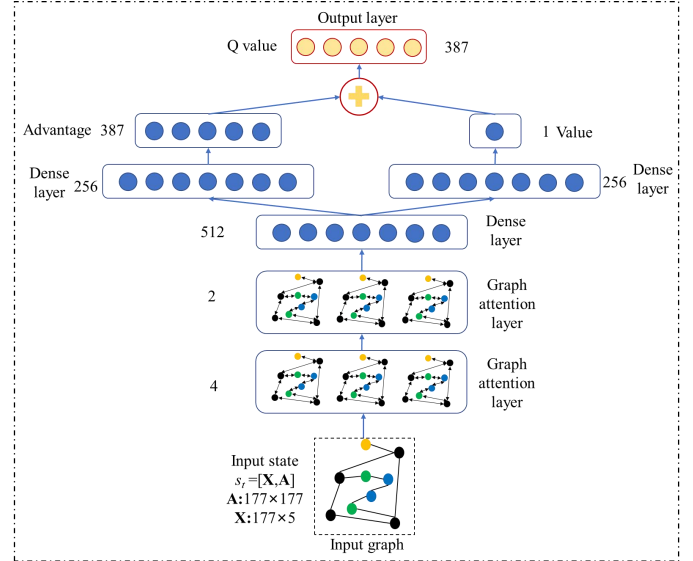 Output layer
Q value
387
Advantage 387
1 Value
Dense
layer 256
256 Dense
layer
512
Dense
layer
2
Graph
attention
layer
4
Graph
attention
layer
Input state
s_t =[X,A]
A:177×177
X:177×5
Input graph